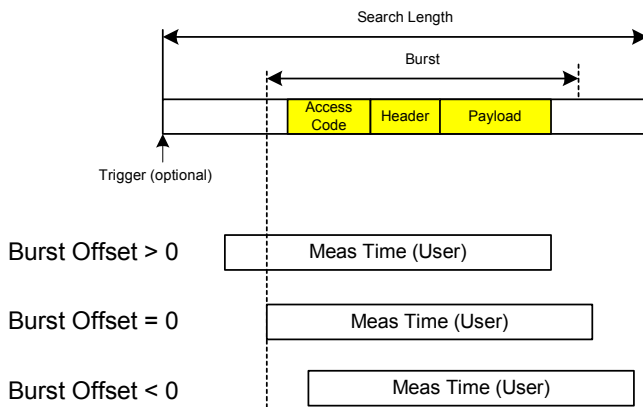 Search Length
Burst
Access
Code
Header
Payload
Trigger (optional)
Burst Offset > 0
Meas Time (User)
Burst Offset = 0
Meas Time (User)
Burst Offset < 0
Meas Time (User)